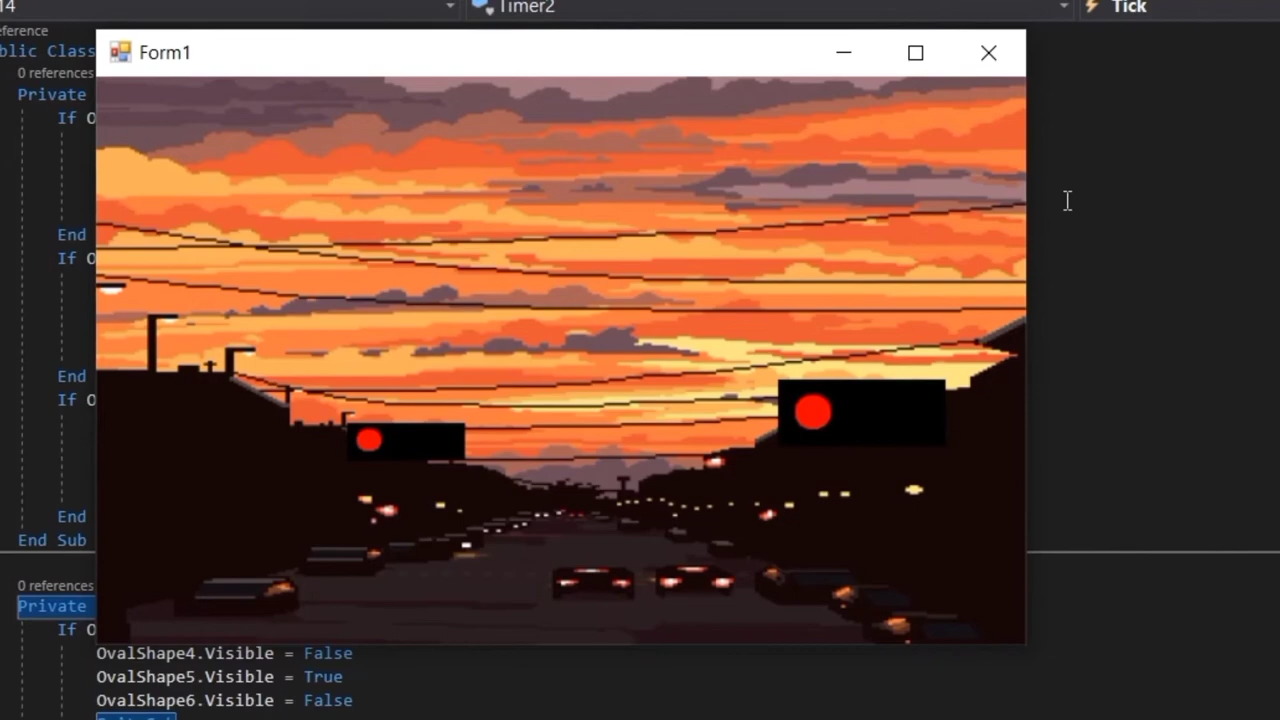 14 Timer2 Tick
eference
blic Class
Form1
0 references
Private
If O
End
If O
End
If O
End
End Sub
0 references
Private
If O
OvalShape4.Visible = False
OvalShape5.Visible = True
OvalShape6.Visible = False